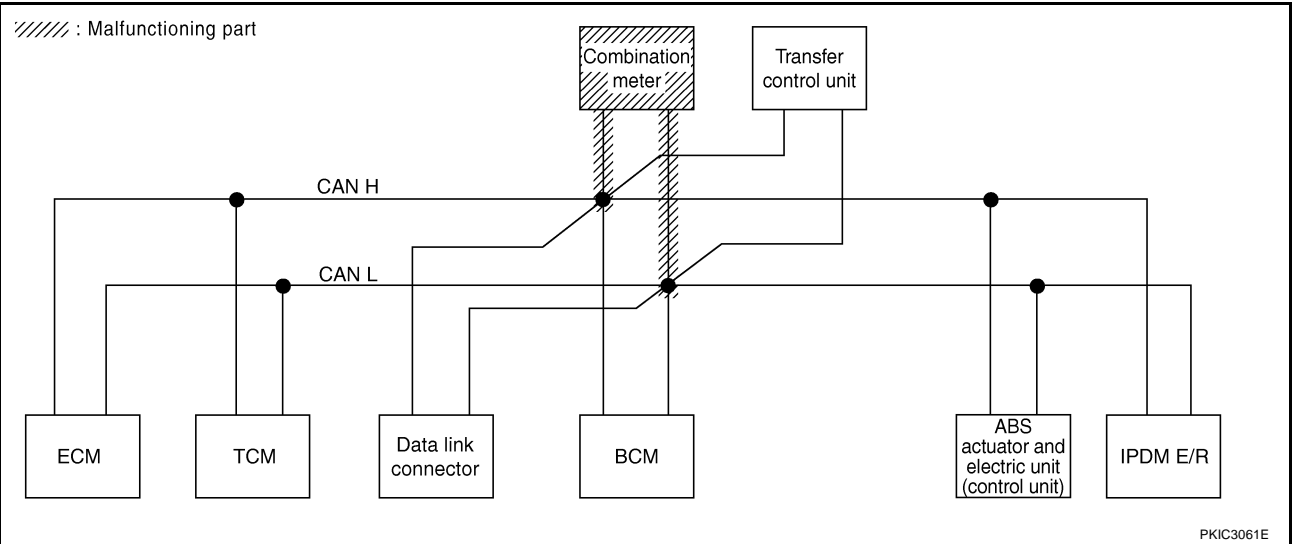 : Malfunctioning part
Combination
meter
Transfer
control unit
CAN H
CAN L
ECM
TCM
Data link
connector
BCM
ABS
actuator and
electric unit
(control unit)
IPDM E/R
PKIC3061E